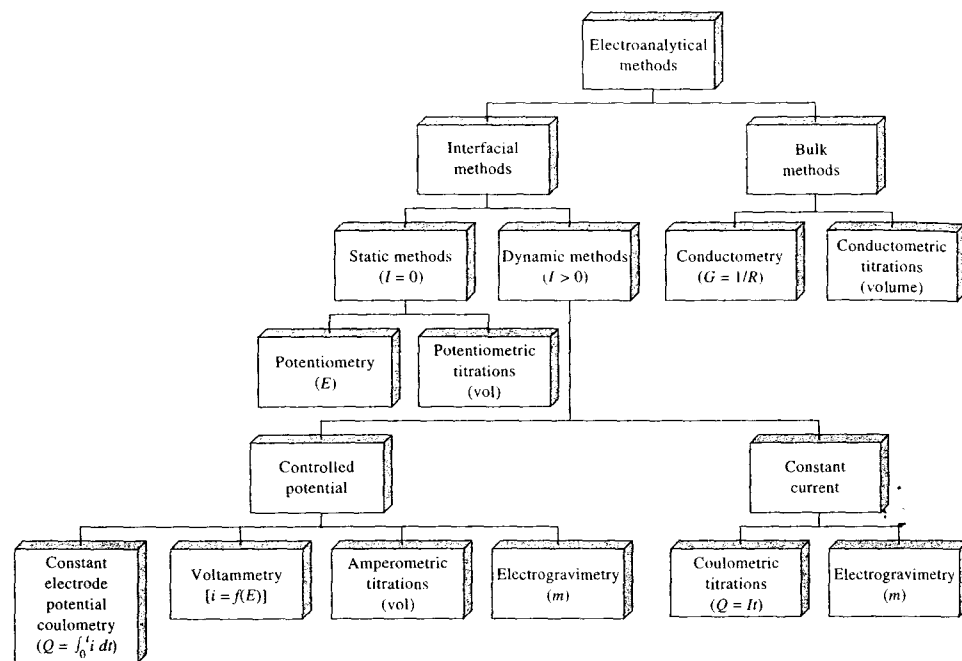 Electroanalytical
methods
Interfacial
methods
Bulk
methods
Static methods
(I = 0)
Dynamic methods
(I > 0)
Conductometry
(G = 1/R)
Conductometric
titrations
(volume)
Potentiometry
(E)
Potentiometric
titrations
(vol)
Controlled
potential
Constant
current
Constant
electrode
potential
coulometry
(Q = ∫₀ᵗ i dt)
Voltammetry
[i = f(E)]
Amperometric
titrations
(vol)
Electrogravimetry
(m)
Coulometric
titrations
(Q = It)
Electrogravimetry
(m)